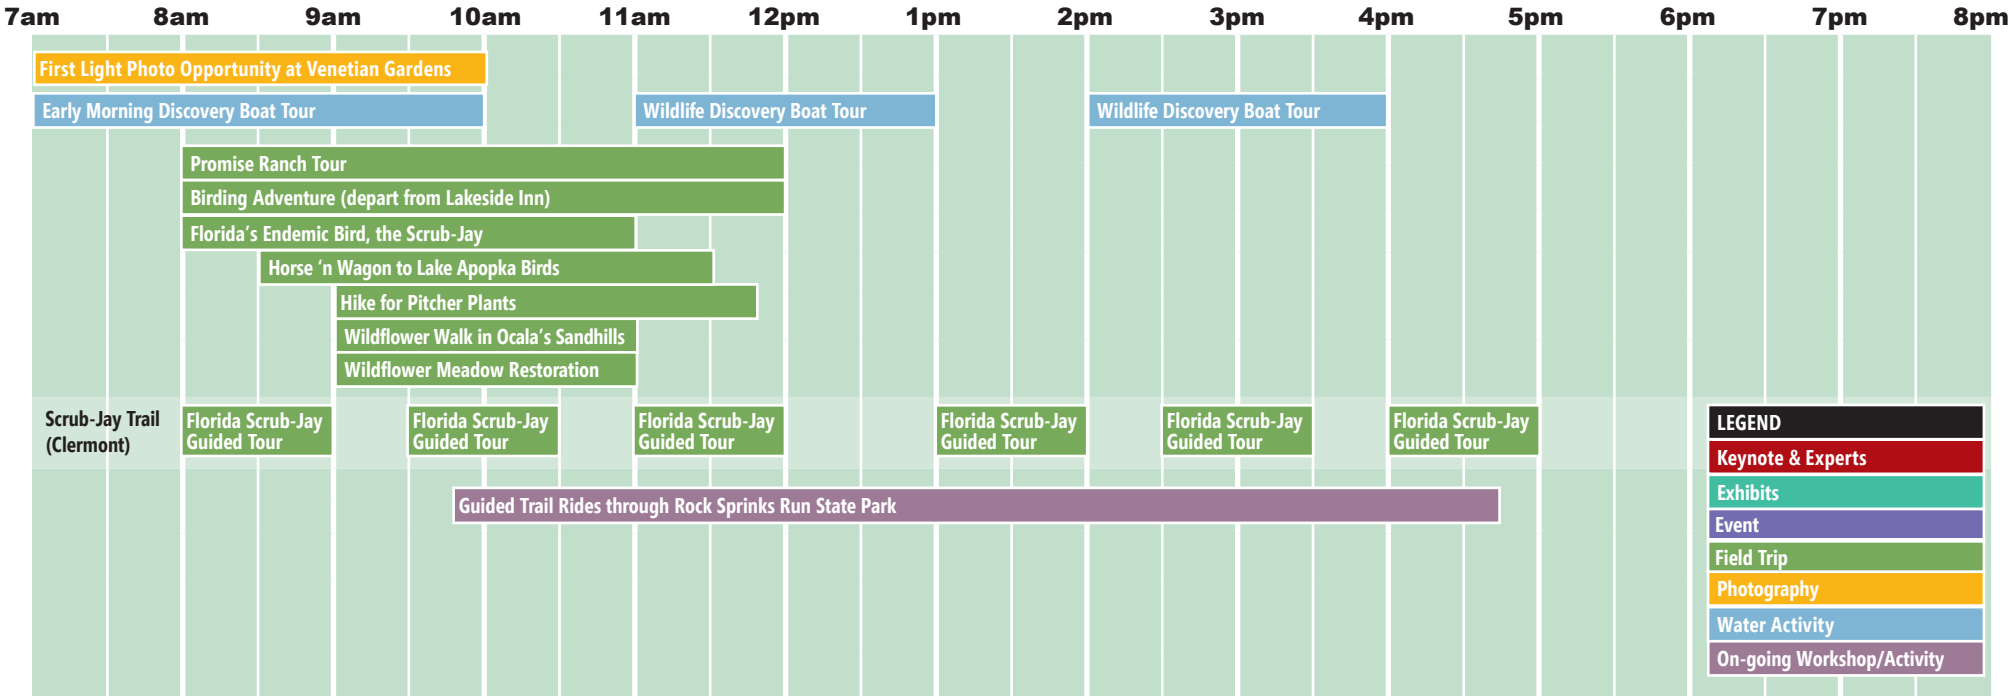 7am 8am 9am 10am 11am 12pm 1pm 2pm 3pm 4pm 5pm 6pm 7pm 8pm
First Light Photo Opportunity at Venetian Gardens
Early Morning Discovery Boat Tour
Wildlife Discovery Boat Tour
Wildlife Discovery Boat Tour
Promise Ranch Tour
Birding Adventure (depart from Lakeside Inn)
Florida’s Endemic Bird, the Scrub-Jay
Horse ‘n Wagon to Lake Apopka Birds
Hike for Pitcher Plants
Wildflower Walk in Ocala’s Sandhills
Wildflower Meadow Restoration
Scrub-Jay Trail
(Clermont)
Florida Scrub-Jay
Guided Tour
Florida Scrub-Jay
Guided Tour
Florida Scrub-Jay
Guided Tour
Florida Scrub-Jay
Guided Tour
Florida Scrub-Jay
Guided Tour
Florida Scrub-Jay
Guided Tour
Guided Trail Rides through Rock Sprinks Run State Park
LEGEND
Keynote & Experts
Exhibits
Event
Field Trip
Photography
Water Activity
On-going Workshop/Activity